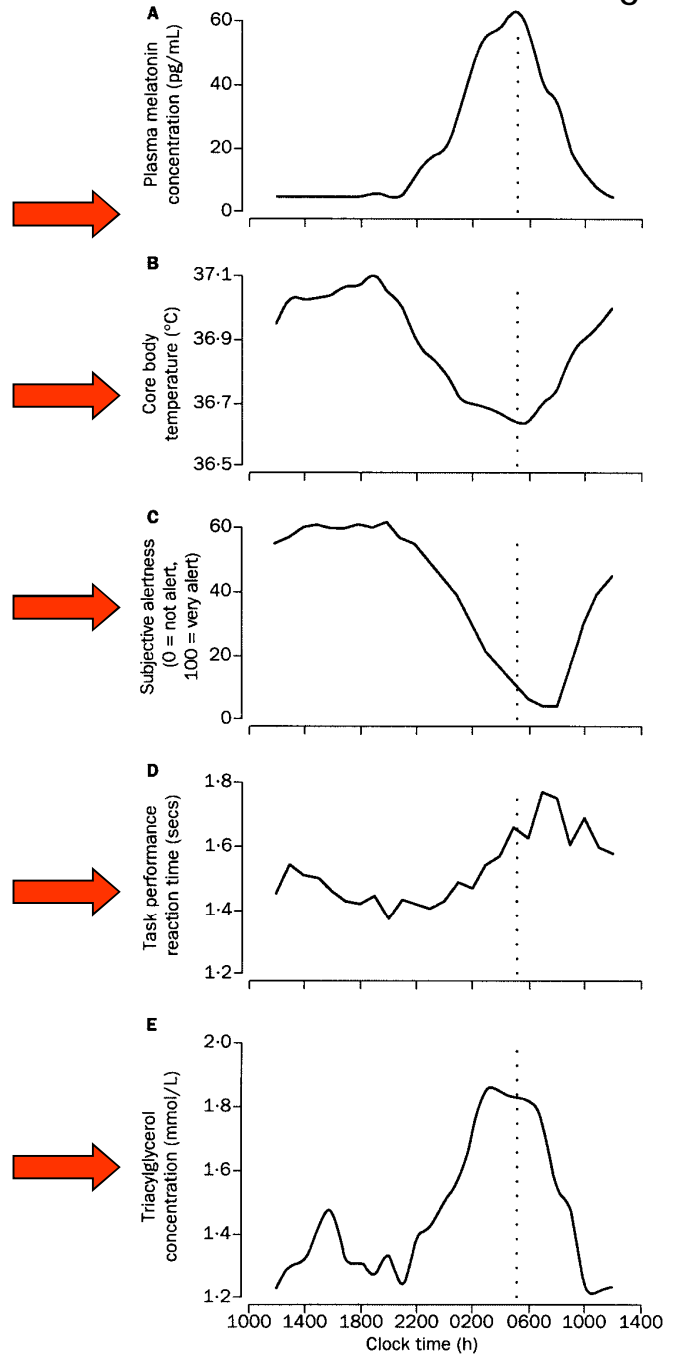 A
Plasma melatonin
concentration (pg/mL)
60
40
20
0
B
Core body
temperature (°C)
37·1
36·9
36·7
36·5
C
Subjective alertness
(0 = not alert,
100 = very alert)
60
40
20
0
D
Task performance
reaction time (secs)
1·8
1·6
1·4
1·2
E
Triacylglycerol
concentration (mmol/L)
2·0
1·8
1·6
1·4
1·2
1000 1400 1800 2200 0200 0600 1000 1400
Clock time (h)